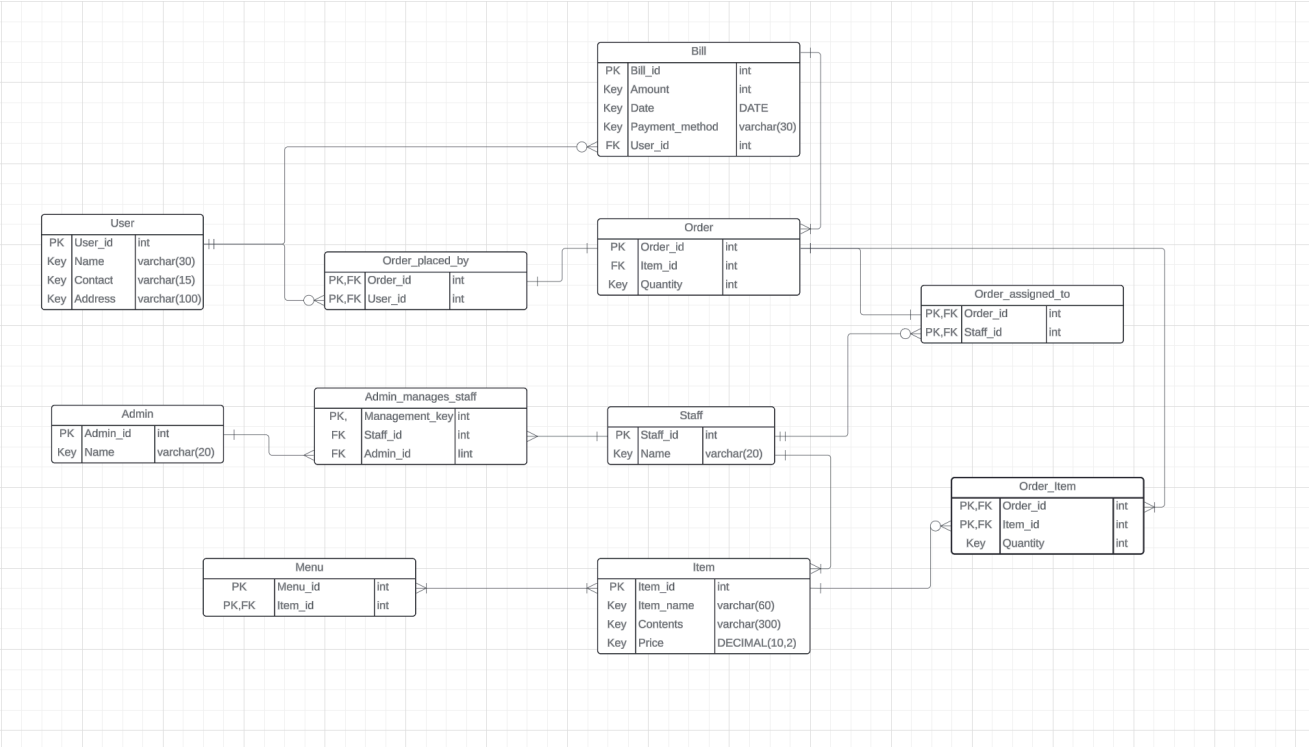 Bill
PK Bill_id int
Key Amount int
Key Date DATE
Key Payment_method varchar(30)
FK User_id int
User
PK User_id int
Key Name varchar(30)
Key Contact varchar(15)
Key Address varchar(100)
Order_placed_by
PK,FK Order_id int
PK,FK User_id int
Order
PK Order_id int
FK Item_id int
Key Quantity int
Order_assigned_to
PK,FK Order_id int
PK,FK Staff_id int
Admin
PK Admin_id int
Key Name varchar(20)
Admin_manages_staff
PK, Management_key int
FK Staff_id int
FK Admin_id Iint
Staff
PK Staff_id int
Key Name varchar(20)
Order_Item
PK,FK Order_id int
PK,FK Item_id int
Key Quantity int
Menu
PK Menu_id int
PK,FK Item_id int
Item
PK Item_id int
Key Item_name varchar(60)
Key Contents varchar(300)
Key Price DECIMAL(10,2)